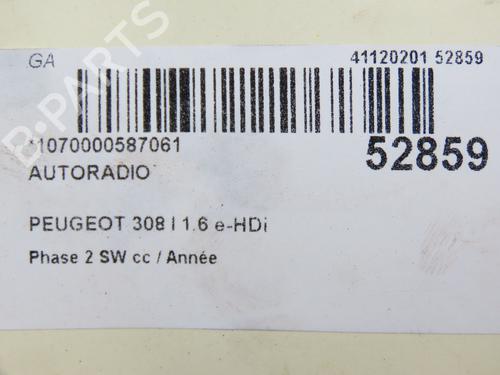 GA
41120201 52859
*1070000587061
52859
AUTORADIO
PEUGEOT 308 I 1.6 e-HDi
Phase 2 SW cc / Année
B-PARTS